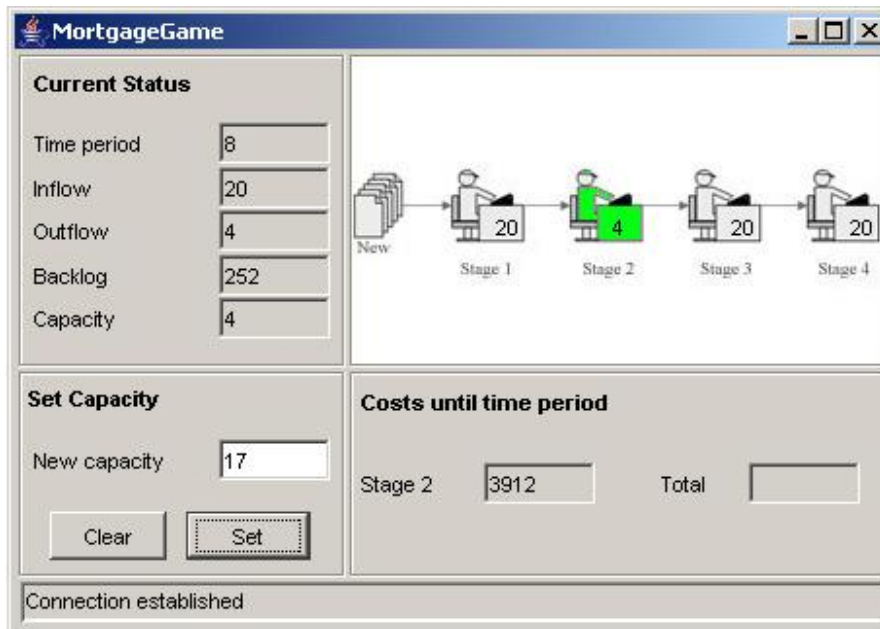 MortgageGame
Current Status
Time period 8
Inflow 20
Outflow 4
Backlog 252
Capacity 4
New
20 4 20 20
Stage 1 Stage 2 Stage 3 Stage 4
Set Capacity
New capacity 17
Clear Set
Costs until time period
Stage 2 3912 Total
Connection established